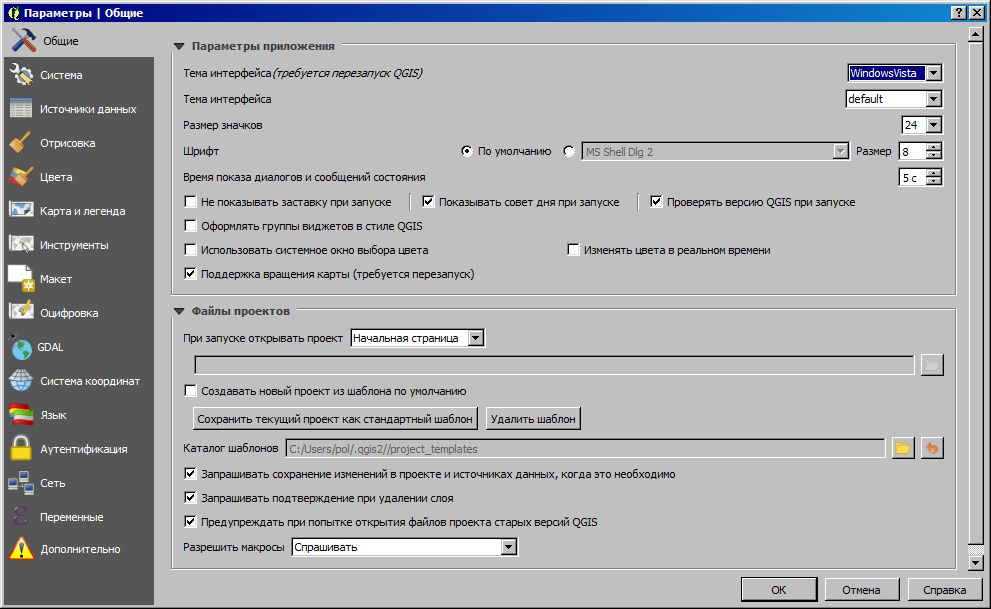 Параметры | Общие
Общие
Система
Источники данных
Отрисовка
Цвета
Карта и легенда
Инструменты
Макет
Оцифровка
GDAL
Система координат
Язык
Аутентификация
Сеть
Переменные
Дополнительно
Параметры приложения
Тема интерфейса(требуется перезапуск QGIS) WindowsVista
Тема интерфейса default
Размер значков 24
Шрифт По умолчанию MS Shell Dlg 2 Размер 8
Время показа диалогов и сообщений состояния 5 с
Не показывать заставку при запуске Показывать совет дня при запуске Проверять версию QGIS при запуске
Оформлять группы виджетов в стиле QGIS
Использовать системное окно выбора цвета Изменять цвета в реальном времени
Поддержка вращения карты (требуется перезапуск)
Файлы проектов
При запуске открывать проект Начальная страница
Создавать новый проект из шаблона по умолчанию
Сохранить текущий проект как стандартный шаблон Удалить шаблон
Каталог шаблонов C:/Users/pol/.qgis2//project_templates
Запрашивать сохранение изменений в проекте и источниках данных, когда это необходимо
Запрашивать подтверждение при удалении слоя
Предупреждать при попытке открытия файлов проекта старых версий QGIS
Разрешить макросы Спрашивать
OK Отмена Справка